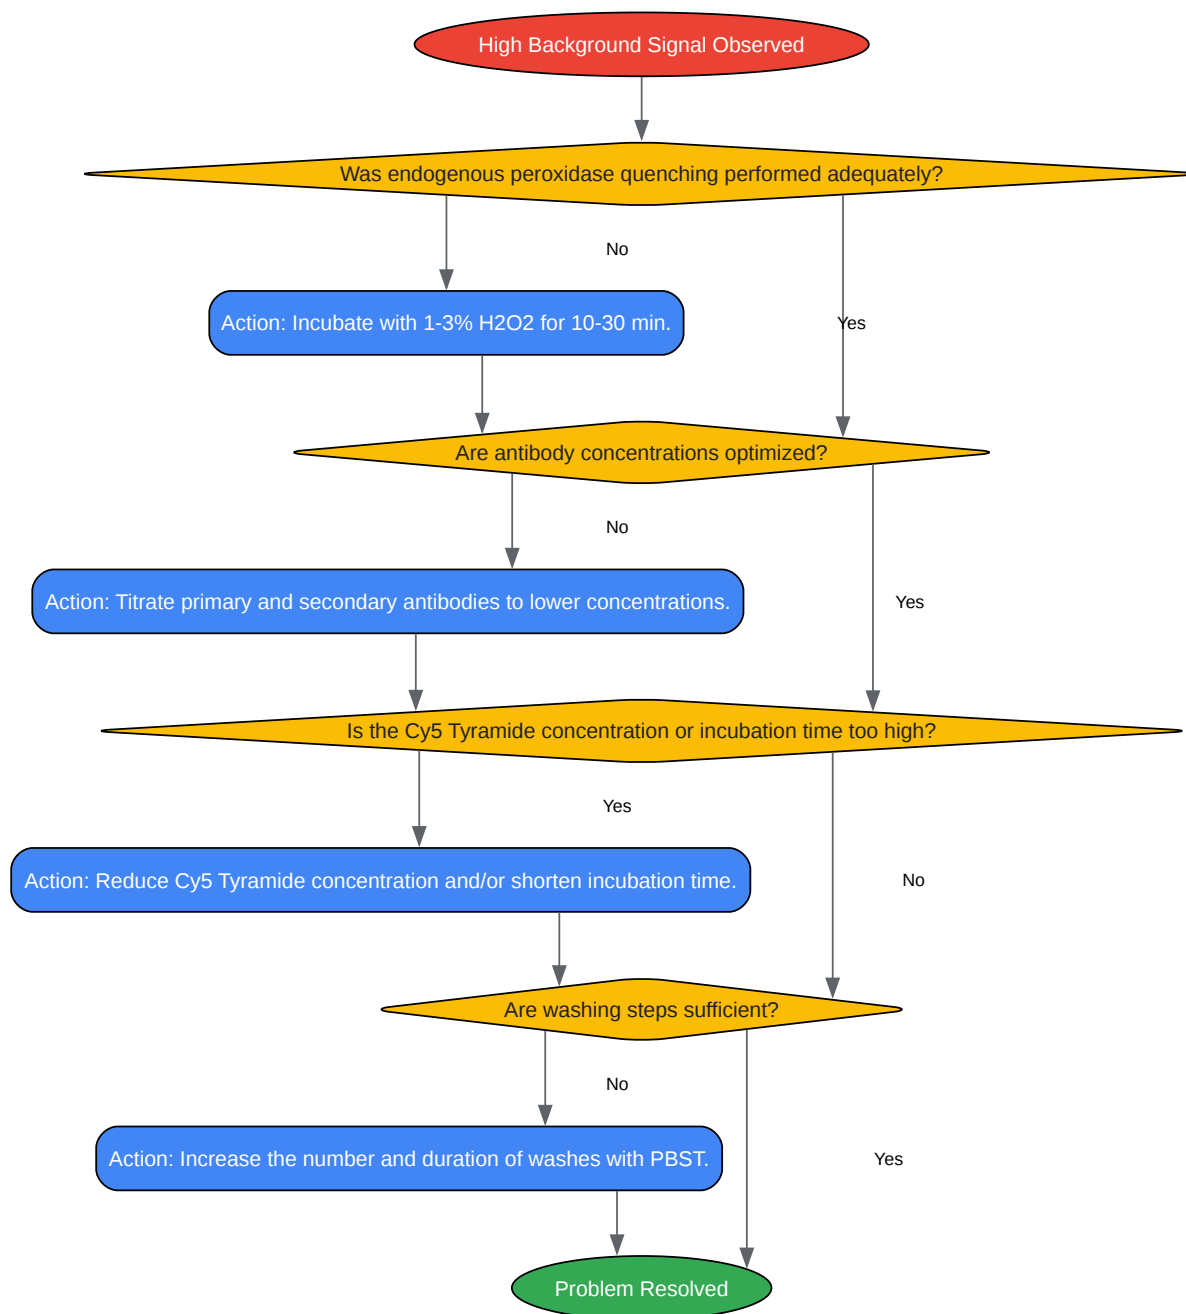 High Background Signal Observed
Was endogenous peroxidase quenching performed adequately?
No
Action: Incubate with 1-3% H2O2 for 10-30 min.
Yes
Are antibody concentrations optimized?
No
Action: Titrate primary and secondary antibodies to lower concentrations.
Yes
Is the Cy5 Tyramide concentration or incubation time too high?
Yes
Action: Reduce Cy5 Tyramide concentration and/or shorten incubation time.
No
Are washing steps sufficient?
No
Action: Increase the number and duration of washes with PBST.
Yes
Problem Resolved